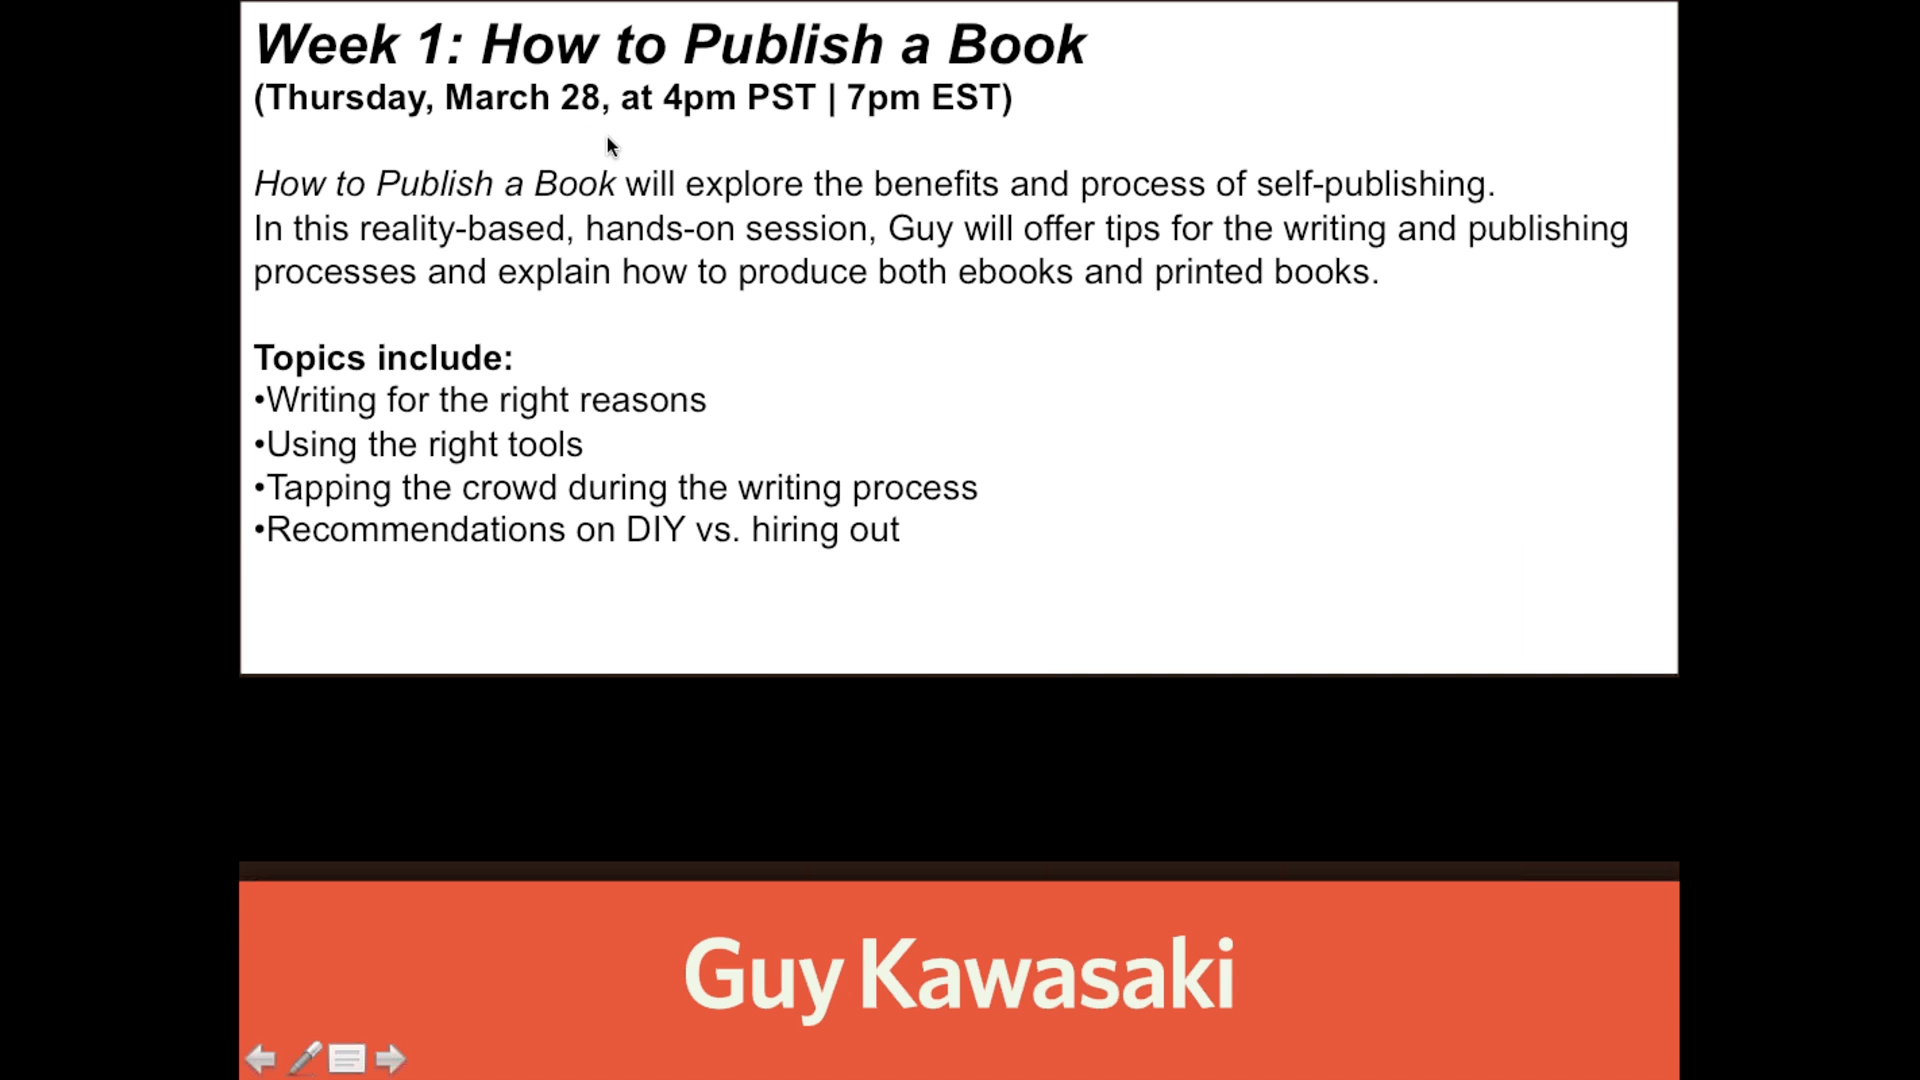 Week 1: How to Publish a Book
(Thursday, March 28, at 4pm PST | 7pm EST)
How to Publish a Book will explore the benefits and process of self-publishing.
In this reality-based, hands-on session, Guy will offer tips for the writing and publishing
processes and explain how to produce both ebooks and printed books.
Topics include:
•Writing for the right reasons
•Using the right tools
•Tapping the crowd during the writing process
•Recommendations on DIY vs. hiring out
Guy Kawasaki